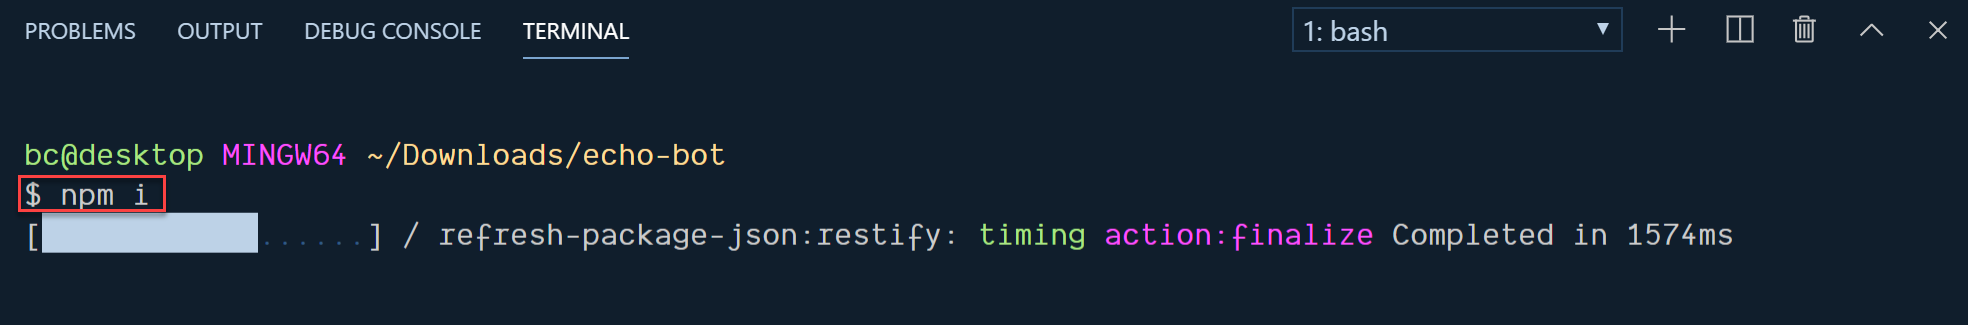 PROBLEMS OUTPUT DEBUG CONSOLE TERMINAL 1: bash
bc@desktop MINGW64 ~/Downloads/echo-bot
$ npm i
[......] / refresh-package-json:restify: timing action:finalize Completed in 1574ms